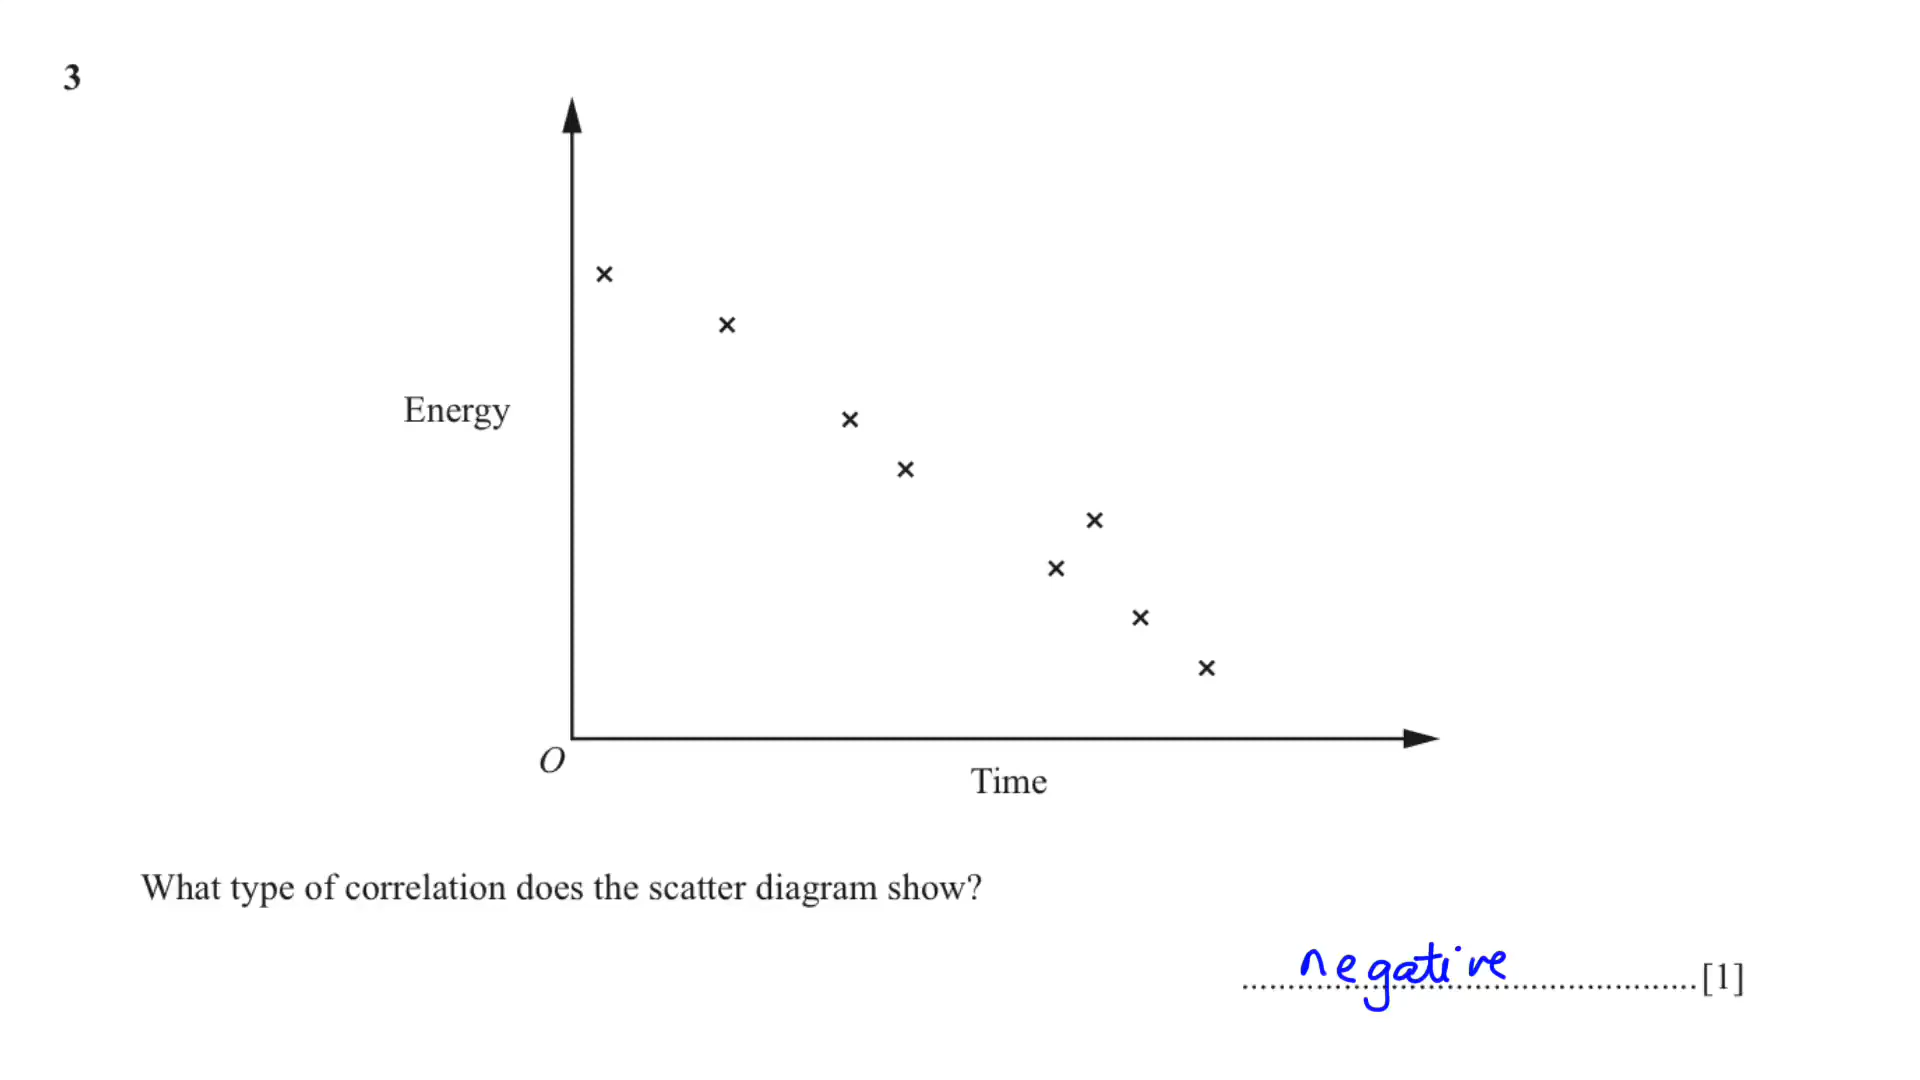 3
Energy
O
Time
What type of correlation does the scatter diagram show?
negative [1]